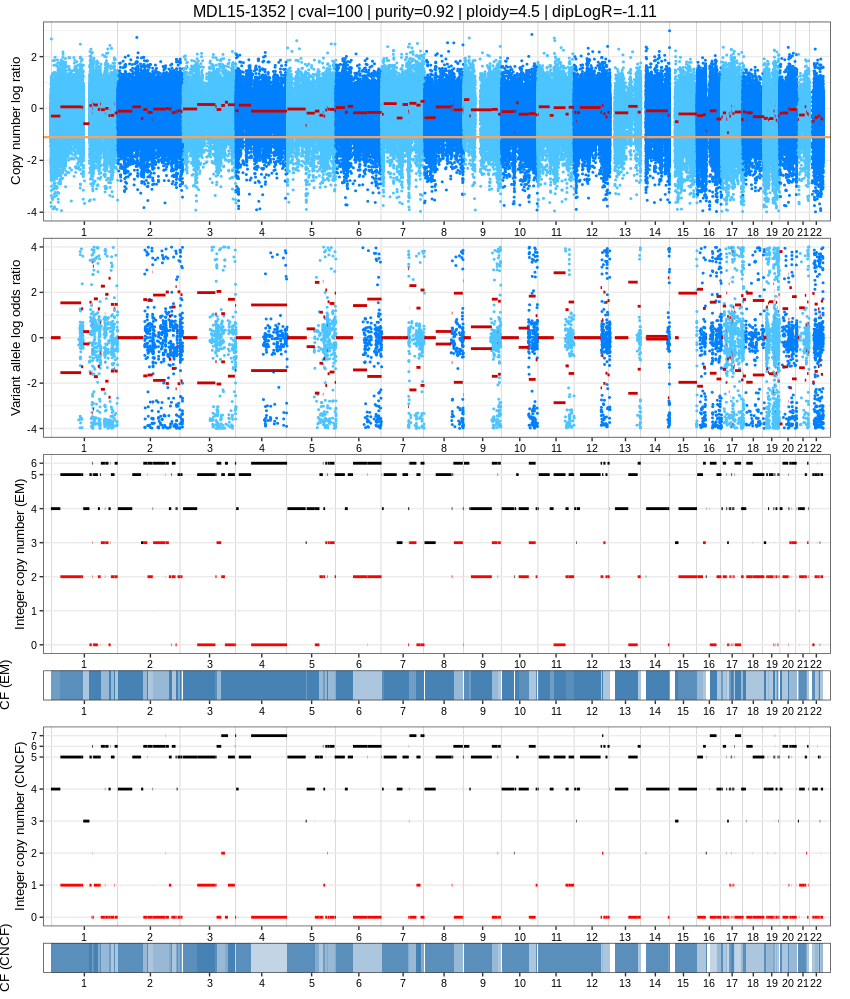 MDL15-1352 | cval=100 | purity=0.92 | ploidy=4.5 | dipLogR=-1.11
Copy number log ratio
2
0
-2
-4
1 2 3 4 5 6 7 8 9 10 11 12 13 14 15 16 17 18 19 20 21 22
Variant allele log odds ratio
4
2
0
-2
-4
1 2 3 4 5 6 7 8 9 10 11 12 13 14 15 16 17 18 19 20 21 22
Integer copy number (EM)
6
5
4
3
2
1
0
1 2 3 4 5 6 7 8 9 10 11 12 13 14 15 16 17 18 19 20 21 22
CF (EM)
1 2 3 4 5 6 7 8 9 10 11 12 13 14 15 16 17 18 19 20 21 22
Integer copy number (CNCF)
7
6
5
4
3
2
1
0
1 2 3 4 5 6 7 8 9 10 11 12 13 14 15 16 17 18 19 20 21 22
CF (CNCF)
1 2 3 4 5 6 7 8 9 10 11 12 13 14 15 16 17 18 19 20 21 22